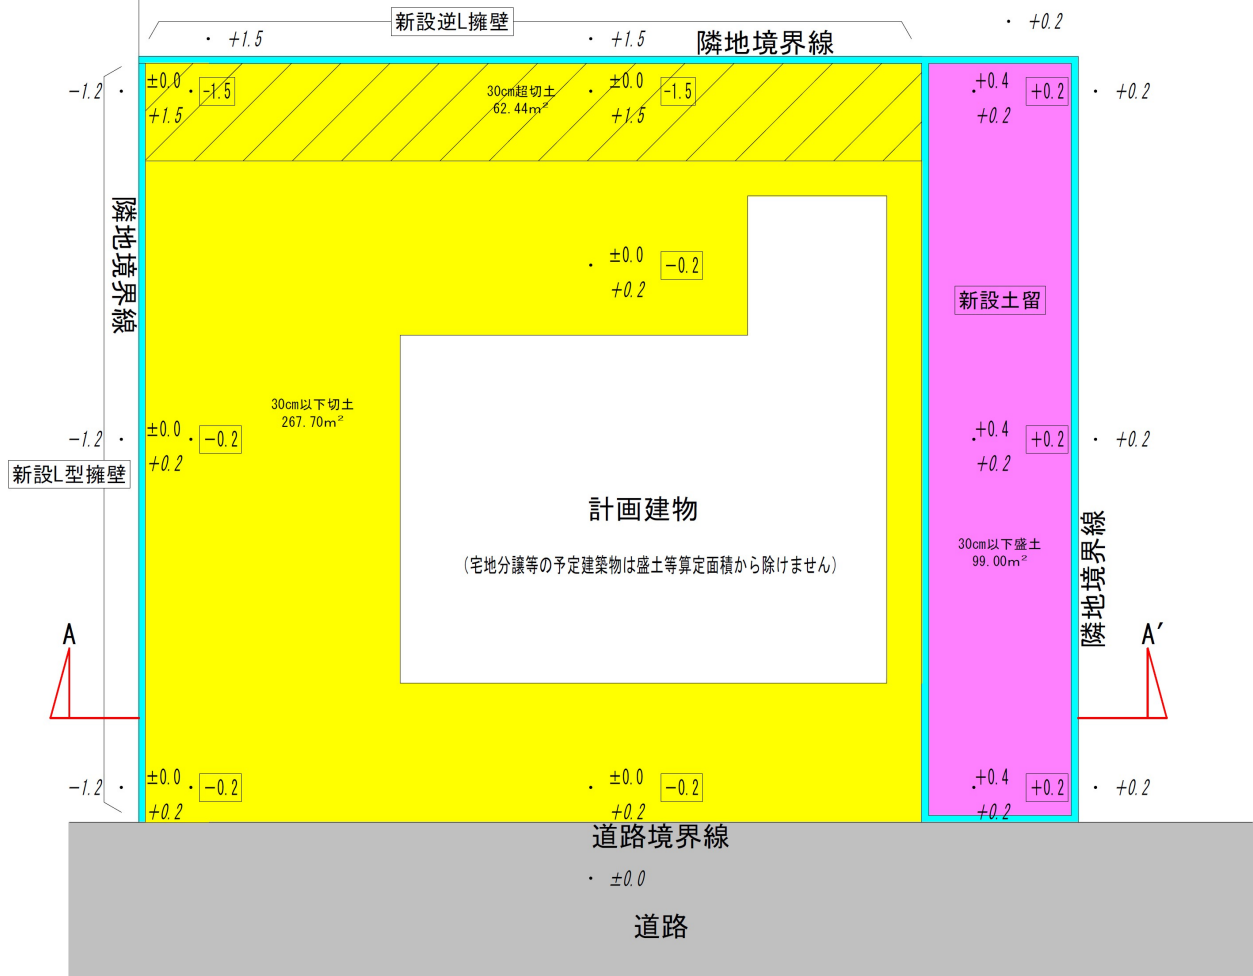 新設逆L擁壁
+0.2
+1.5
+1.5
隣地境界線
-1.2
±0.0
-1.5
+1.5
30cm超切土
62.44m²
±0.0
-1.5
+1.5
+0.4
+0.2
+0.2
+0.2
隣地境界線
±0.0
-0.2
+0.2
新設土留
30cm以下切土
267.70m²
-1.2
±0.0
-0.2
+0.2
+0.4
+0.2
+0.2
+0.2
新設L型擁壁
計画建物
(宅地分譲等の予定建築物は盛土等算定面積から除けません)
30cm以下盛土
99.00m²
隣地境界線
A
A′
-1.2
±0.0
-0.2
+0.2
±0.0
-0.2
+0.2
+0.4
+0.2
+0.2
+0.2
道路境界線
±0.0
道路